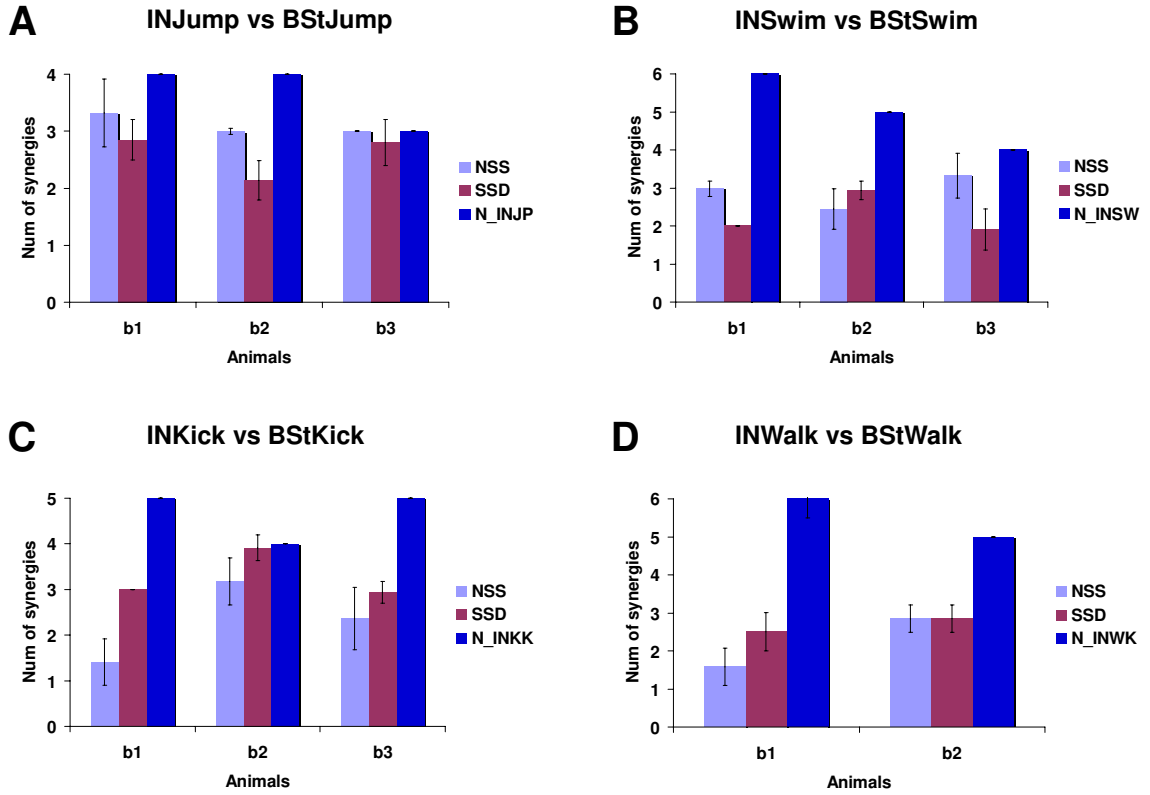 A
INJump vs BStJump
Num of synergies
4
3
2
1
0
b1 b2 b3
Animals
NSS
SSD
N_INJP
B
INSwim vs BStSwim
Num of synergies
6
5
4
3
2
1
0
b1 b2 b3
Animals
NSS
SSD
N_INSW
C
INKick vs BStKick
Num of synergies
5
4
3
2
1
0
b1 b2 b3
Animals
NSS
SSD
N_INKK
D
INWalk vs BStWalk
Num of synergies
6
5
4
3
2
1
0
b1 b2
Animals
NSS
SSD
N_INWK